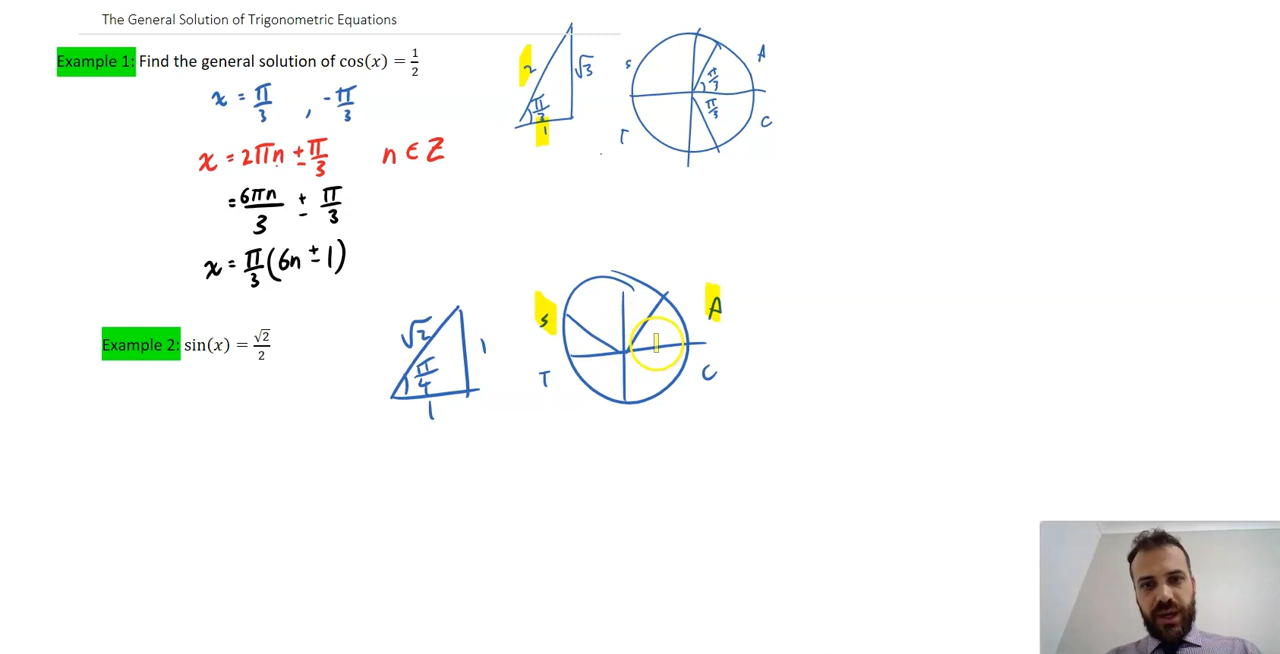 The General Solution of Trigonometric Equations
Example 1: Find the general solution of cos(x) = 1/2
x = π/3 , -π/3
x = 2πn ± π/3 n ∈ Z
= 6πn/3 ± π/3
x = π/3 (6n ± 1)
2 √3 π/3 1
S A π/3 π/3 T C
Example 2: sin(x) = √2/2
√2 1 π/4 1
S A T C